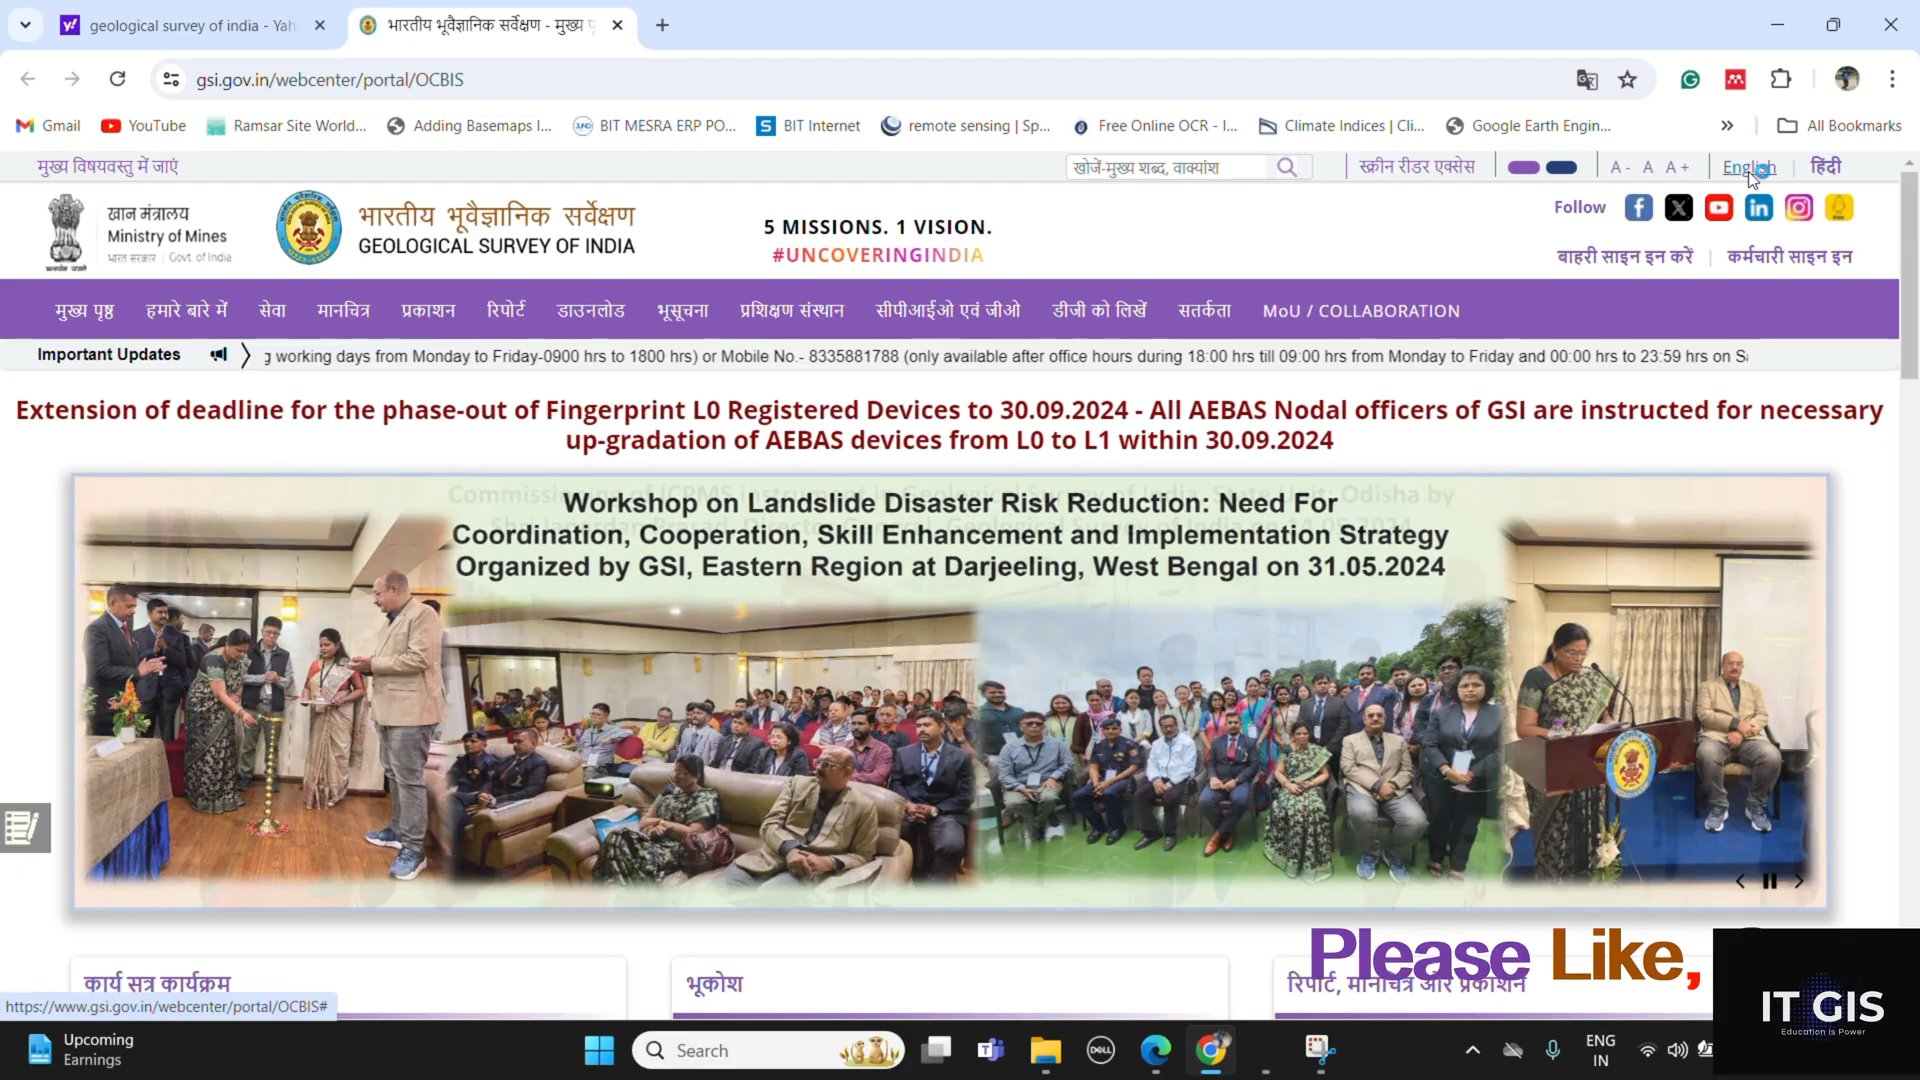 geological survey of india - Yah
भारतीय भूवैज्ञानिक सर्वेक्षण - मुख्य पृ
gsi.gov.in/webcenter/portal/OCBIS
Gmail
YouTube
Ramsar Site World...
Adding Basemaps I...
BIT MESRA ERP PO...
BIT Internet
remote sensing | Sp...
Free Online OCR - I...
Climate Indices | Cli...
Google Earth Engin...
All Bookmarks
मुख्य विषयवस्तु में जाएं
खोजें-मुख्य शब्द, वाक्यांश
स्क्रीन रीडर एक्सेस
A- A A+
English
हिंदी
खान मंत्रालय
Ministry of Mines
भारत सरकार | Govt. of India
भारतीय भूवैज्ञानिक सर्वेक्षण
GEOLOGICAL SURVEY OF INDIA
5 MISSIONS. 1 VISION.
#UNCOVERINGINDIA
Follow
बाहरी साइन इन करें | कर्मचारी साइन इन
मुख्य पृष्ठ हमारे बारे में सेवा मानचित्र प्रकाशन रिपोर्ट डाउनलोड भूसूचना प्रशिक्षण संस्थान सीपीआईओ एवं जीओ डीजी को लिखें सतर्कता MoU / COLLABORATION
Important Updates
g working days from Monday to Friday-0900 hrs to 1800 hrs) or Mobile No.- 8335881788 (only available after office hours during 18:00 hrs till 09:00 hrs from Monday to Friday and 00:00 hrs to 23:59 hrs on Sa
Extension of deadline for the phase-out of Fingerprint L0 Registered Devices to 30.09.2024 - All AEBAS Nodal officers of GSI are instructed for necessary
up-gradation of AEBAS devices from L0 to L1 within 30.09.2024
Workshop on Landslide Disaster Risk Reduction: Need For
Coordination, Cooperation, Skill Enhancement and Implementation Strategy
Organized by GSI, Eastern Region at Darjeeling, West Bengal on 31.05.2024
Please Like,
कार्य सत्र कार्यक्रम
भूकोश
रिपोर्ट, मानचित्र और प्रकाशन
https://www.gsi.gov.in/webcenter/portal/OCBIS#
IT GIS
Education is Power
Upcoming
Earnings
Search
DELL
ENG
IN